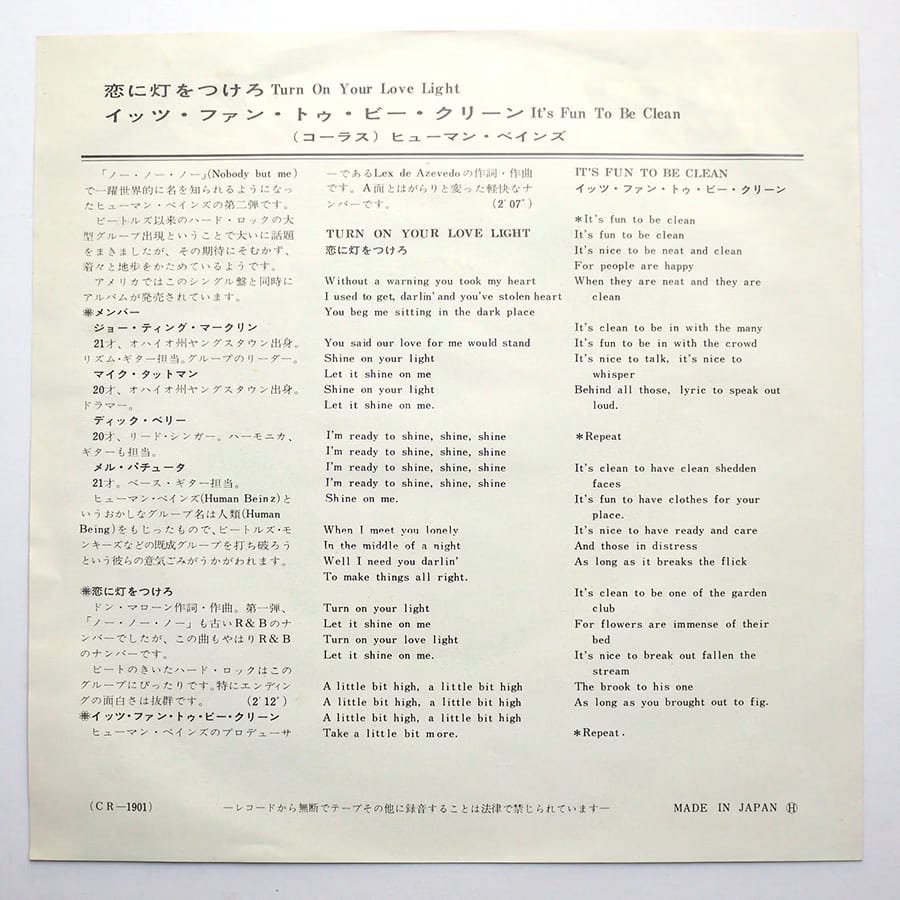 恋に灯をつけろ Turn On Your Love Light
イッツ・ファン・トゥ・ビー・クリーン It's Fun To Be Clean
(コーラス) ヒューマン・ベインズ
「ノー・ノー・ノー」(Nobody but me)
で一躍世界的に名を知られるようになっ
たヒューマン・ベインズの第二弾です。
ビートルズ以来のハード・ロックの大
型グループ出現ということで大いに話題
をまきましたが、その期待にそむかず、
着々と地歩をかためているようです。
アメリカではこのシングル盤と同時に
アルバムが発売されています。
※メンバー
ジョー・ティング・マークリン
21才、オハイオ州ヤングスタウン出身。
リズム・ギター担当。グループのリーダー。
マイク・タットマン
20才、オハイオ州ヤングスタウン出身。
ドラマー。
ディック・ベリー
20才、リード・シンガー。ハーモニカ、
ギターも担当。
メル・パチュータ
21才。ベース・ギター担当。
ヒューマン・ベインズ(Human Beinz)と
いうおかしなグループ名は人類(Human
Being)をもじったもので、ビートルズ・モ
ンキーズなどの既成グループを打ち破ろう
という彼らの意気ごみがうかがわれます。
※恋に灯をつけろ
ドン・マローン作詞・作曲。第一弾、
「ノー・ノー・ノー」も古いR&Bのナ
ンバーでしたが、この曲もやはりR&B
のナンバーです。
ビートのきいたハード・ロックはこの
グループにぴったりです。特にエンディン
グの面白さは抜群です。 (2′12″)
※イッツ・ファン・トゥ・ビー・クリーン
ヒューマン・ベインズのプロデューサ
ーであるLex de Azevedoの作詞・作曲
です。A面とはがらりと変った軽快なナ
ンバーです。 (2′07″)
TURN ON YOUR LOVE LIGHT
恋に灯をつけろ
Without a warning you took my heart
I used to get, darlin' and you've stolen heart
You beg me sitting in the dark place
You said our love for me would stand
Shine on your light
Let it shine on me
Shine on your light
Let it shine on me.
I'm ready to shine, shine, shine
I'm ready to shine, shine, shine
I'm ready to shine, shine, shine
I'm ready to shine, shine, shine
Shine on me.
When I meet you lonely
In the middle of a night
Well I need you darlin'
To make things all right.
Turn on your light
Let it shine on me
Turn on your love light
Let it shine on me.
A little bit high, a little bit high
A little bit high, a little bit high
A little bit high, a little bit high
Take a little bit more.
IT'S FUN TO BE CLEAN
イッツ・ファン・トゥ・ビー・クリーン
*It's fun to be clean
It's fun to be clean
It's nice to be neat and clean
For people are happy
When they are neat and they are
clean
It's clean to be in with the many
It's fun to be in with the crowd
It's nice to talk, it's nice to
whisper
Behind all those, lyric to speak out
loud.
*Repeat
It's clean to have clean shedden
faces
It's fun to have clothes for your
place.
It's nice to have ready and care
And those in distress
As long as it breaks the flick
It's clean to be one of the garden
club
For flowers are immense of their
bed
It's nice to break out fallen the
stream
The brook to his one
As long as you brought out to fig.
*Repeat.
(CR—1901)
—レコードから無断でテープその他に録音することは法律で禁じられています—
MADE IN JAPAN Ⓗ